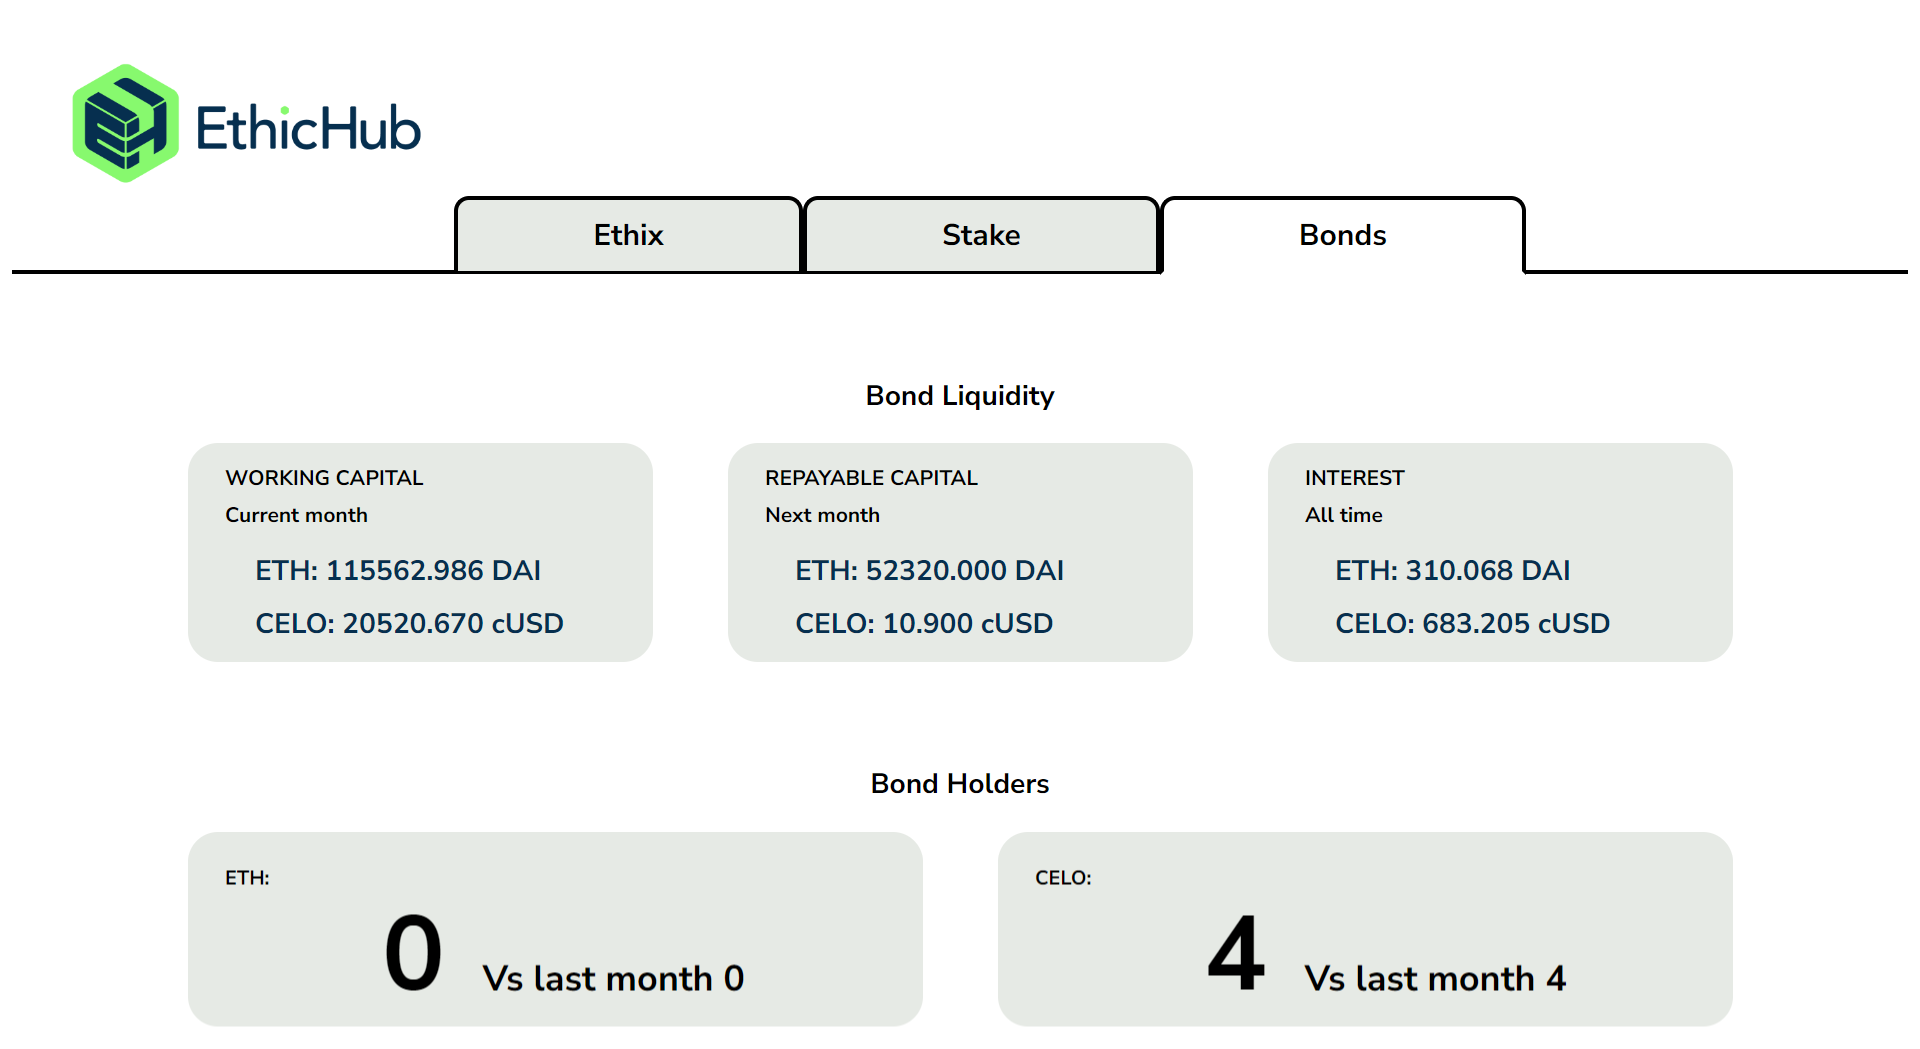 EthicHub
Ethix
Stake
Bonds
Bond Liquidity
WORKING CAPITAL
Current month
ETH: 115562.986 DAI
CELO: 20520.670 cUSD
REPAYABLE CAPITAL
Next month
ETH: 52320.000 DAI
CELO: 10.900 cUSD
INTEREST
All time
ETH: 310.068 DAI
CELO: 683.205 cUSD
Bond Holders
ETH:
0 Vs last month 0
CELO:
4 Vs last month 4